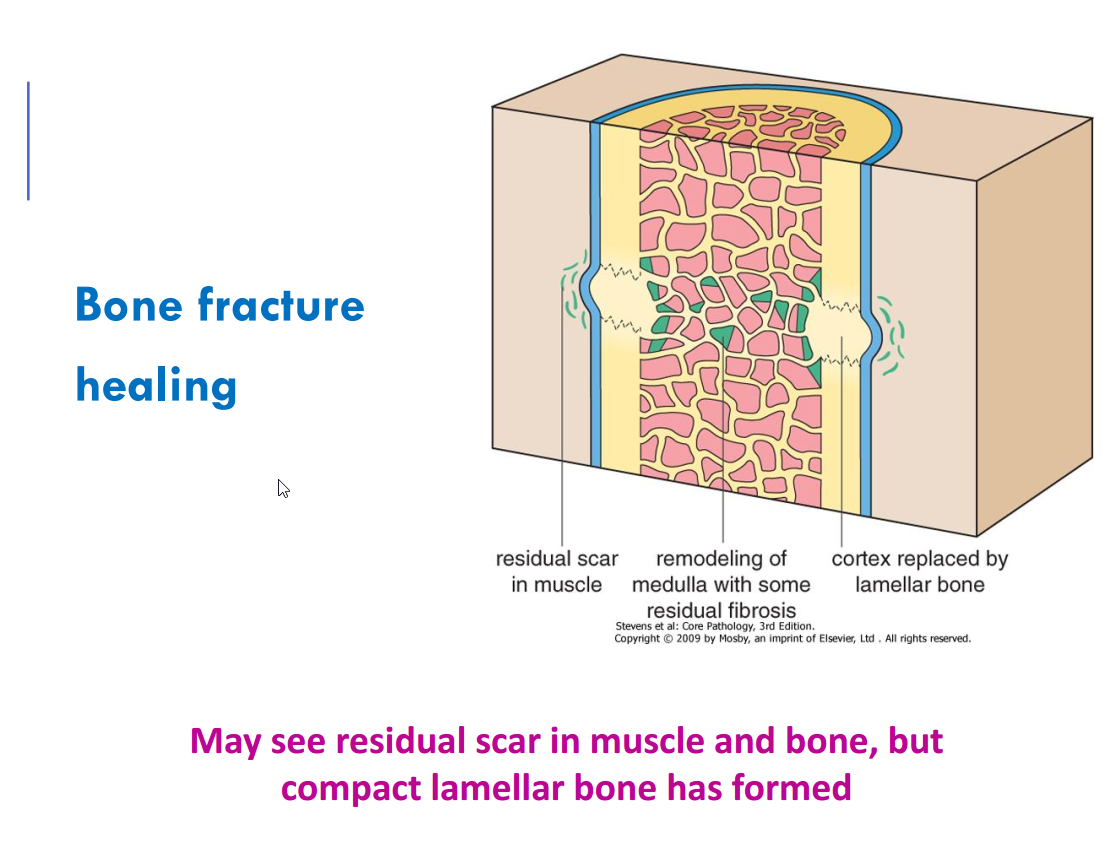 Bone fracture
healing
residual scar
in muscle
remodeling of
medulla with some
residual fibrosis
cortex replaced by
lamellar bone
Stevens et al: Core Pathology, 3rd Edition.
Copyright © 2009 by Mosby, an imprint of Elsevier, Ltd . All rights reserved.
May see residual scar in muscle and bone, but
compact lamellar bone has formed